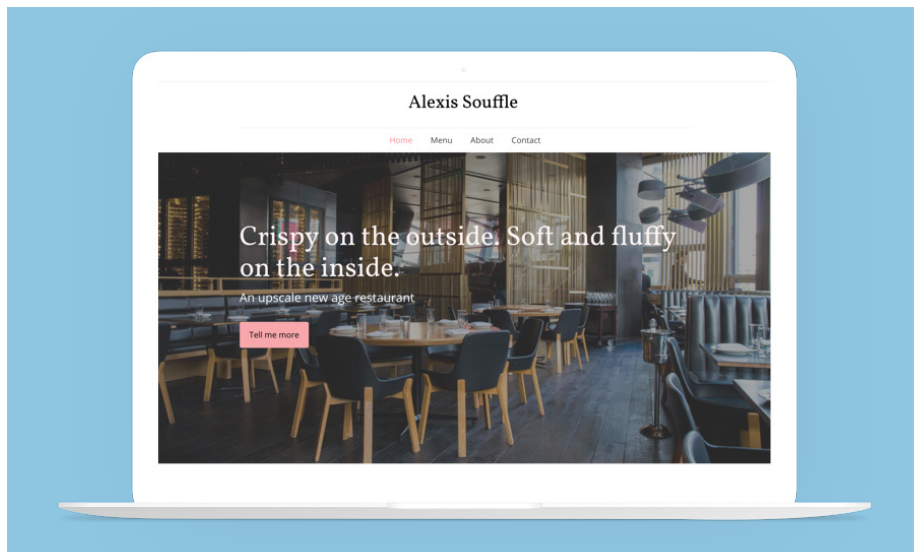 Alexis Souffle
Home Menu About Contact
Crispy on the outside. Soft and fluffy
on the inside.
An upscale new age restaurant
Tell me more